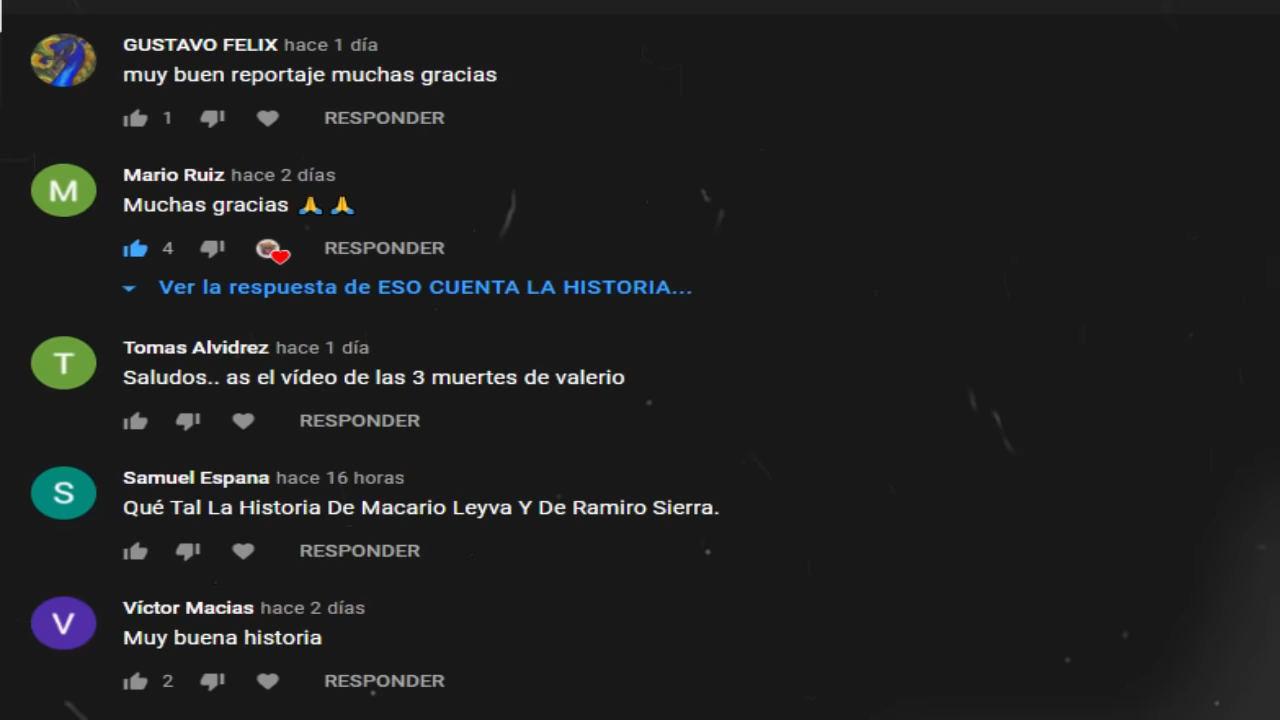 GUSTAVO FELIX hace 1 día
muy buen reportaje muchas gracias
1 RESPONDER
M
Mario Ruiz hace 2 días
Muchas gracias 🙏 🙏
4 RESPONDER
Ver la respuesta de ESO CUENTA LA HISTORIA...
T
Tomas Alvidrez hace 1 día
Saludos.. as el vídeo de las 3 muertes de valerio
RESPONDER
S
Samuel Espana hace 16 horas
Qué Tal La Historia De Macario Leyva Y De Ramiro Sierra.
RESPONDER
V
Víctor Macias hace 2 días
Muy buena historia
2 RESPONDER